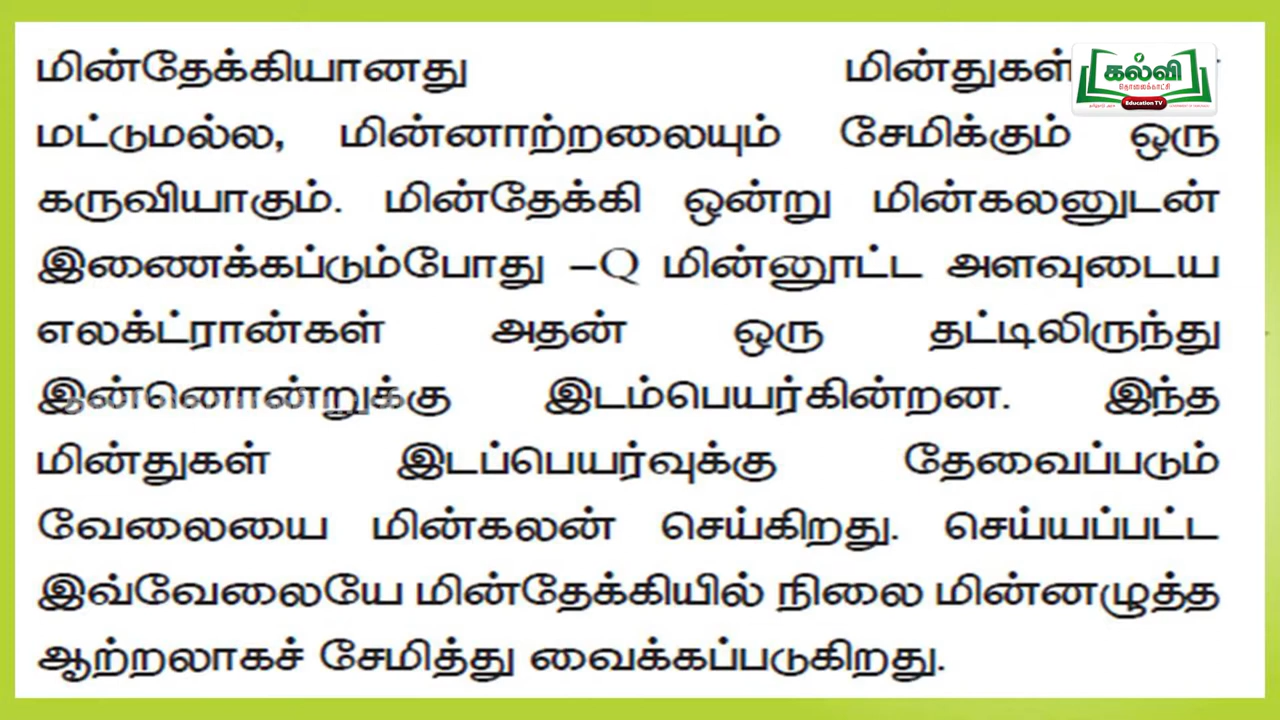 மின்தேக்கியானது மின்துகள்
மட்டுமல்ல, மின்னாற்றலையும் சேமிக்கும் ஒரு
கருவியாகும். மின்தேக்கி ஒன்று மின்கலனுடன்
இணைக்கப்படும்போது –Q மின்னூட்ட அளவுடைய
எலக்ட்ரான்கள் அதன் ஒரு தட்டிலிருந்து
இன்னொன்றுக்கு இடம்பெயர்கின்றன. இந்த
மின்துகள் இடப்பெயர்வுக்கு தேவைப்படும்
வேலையை மின்கலன் செய்கிறது. செய்யப்பட்ட
இவ்வேலையே மின்தேக்கியில் நிலை மின்னழுத்த
ஆற்றலாகச் சேமித்து வைக்கப்படுகிறது.
கல்வி
தொலைக்காட்சி
Education TV